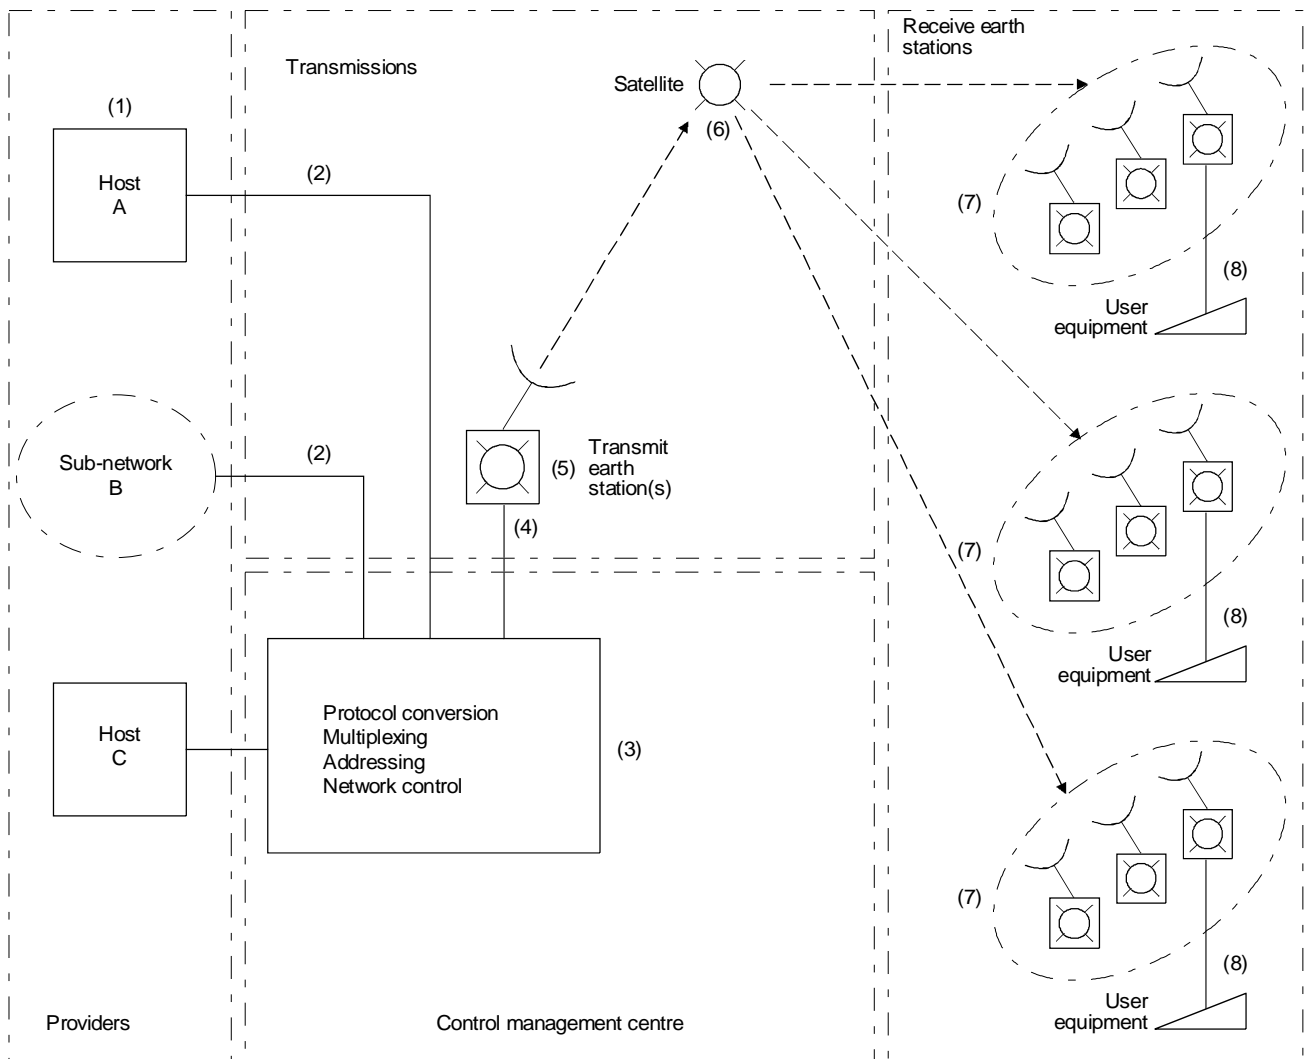 Receive earth
stations
Transmissions
Satellite
(1)
(6)
Host
A
(2)
(7)
(8)
User
equipment
Sub-network
B
(2)
(5)
Transmit
earth
station(s)
(4)
(7)
(8)
User
equipment
Host
C
Protocol conversion
Multiplexing
Addressing
Network control
(3)
(7)
(8)
User
equipment
Providers
Control management centre